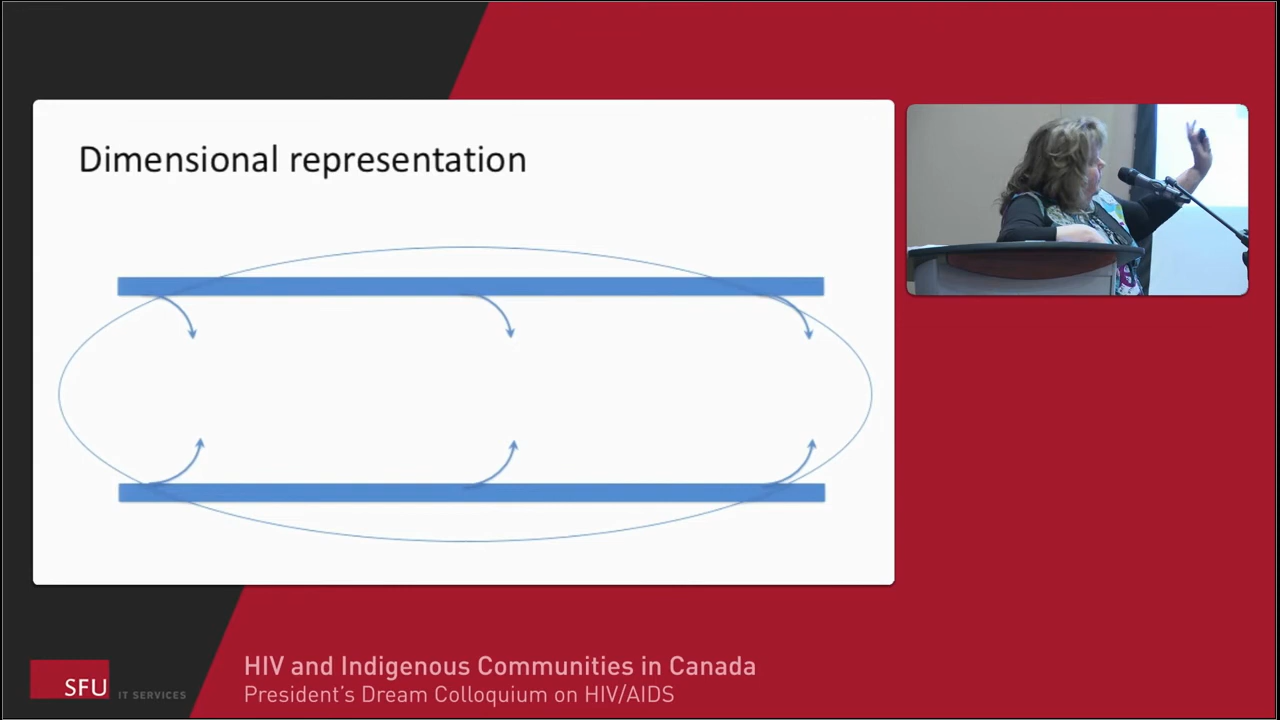 Dimensional representation
SFU
IT SERVICES
HIV and Indigenous Communities in Canada
President's Dream Colloquium on HIV/AIDS